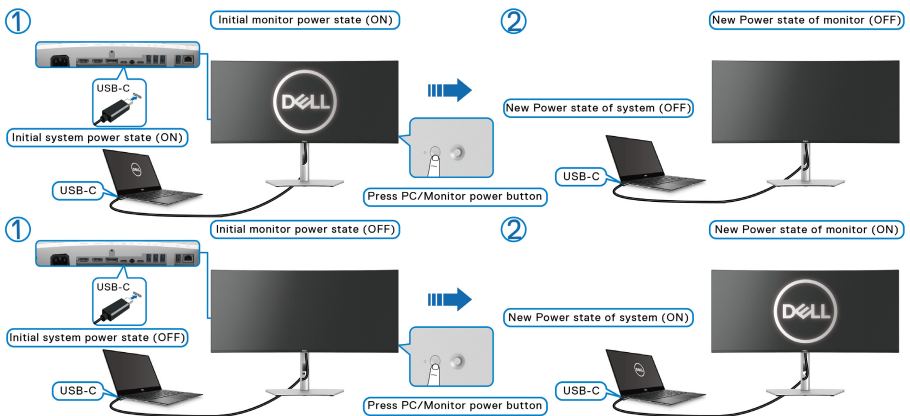 1
Initial monitor power state (ON)
2
New Power state of monitor (OFF)
USB-C
DELL
New Power state of system (OFF)
Initial system power state (ON)
DELL
USB-C
USB-C
Press PC/Monitor power button
1
Initial monitor power state (OFF)
2
New Power state of monitor (ON)
USB-C
DELL
New Power state of system (ON)
Initial system power state (OFF)
DELL
USB-C
USB-C
Press PC/Monitor power button